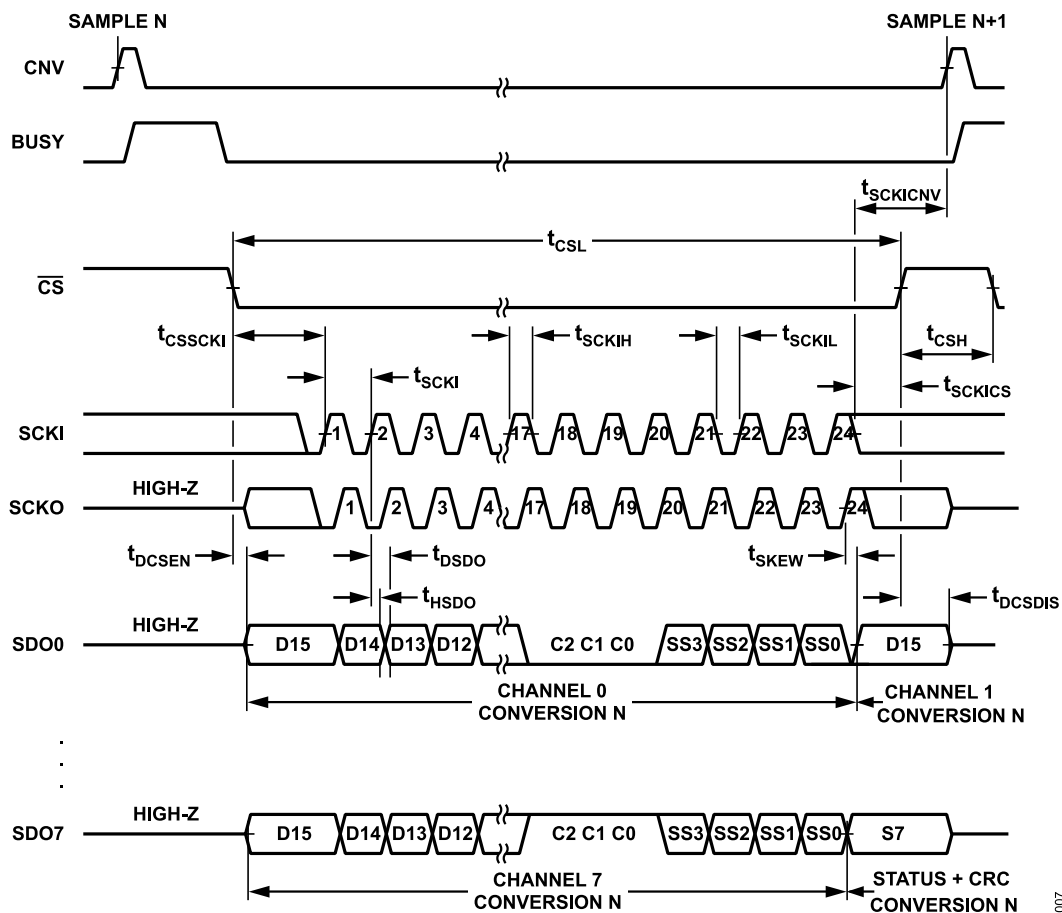 SAMPLE N
SAMPLE N+1
CNV
BUSY
tSCKICNV
tCSL
CS
tCSSCKI
tSCKIH
tSCKIL
tCSH
tSCKI
tSCKICS
SCKI
1 2 3 4 17 18 19 20 21 22 23 24
HIGH-Z
SCKO
1 2 3 4 17 18 19 20 21 22 23 24
tDCSEN
tDSDO
tSKEW
tHSDO
tDCSDIS
HIGH-Z
SDO0
D15 D14 D13 D12 C2 C1 C0 SS3 SS2 SS1 SS0 D15
CHANNEL 0
CONVERSION N
CHANNEL 1
CONVERSION N
HIGH-Z
SDO7
D15 D14 D13 D12 C2 C1 C0 SS3 SS2 SS1 SS0 S7
CHANNEL 7
CONVERSION N
STATUS + CRC
CONVERSION N
007